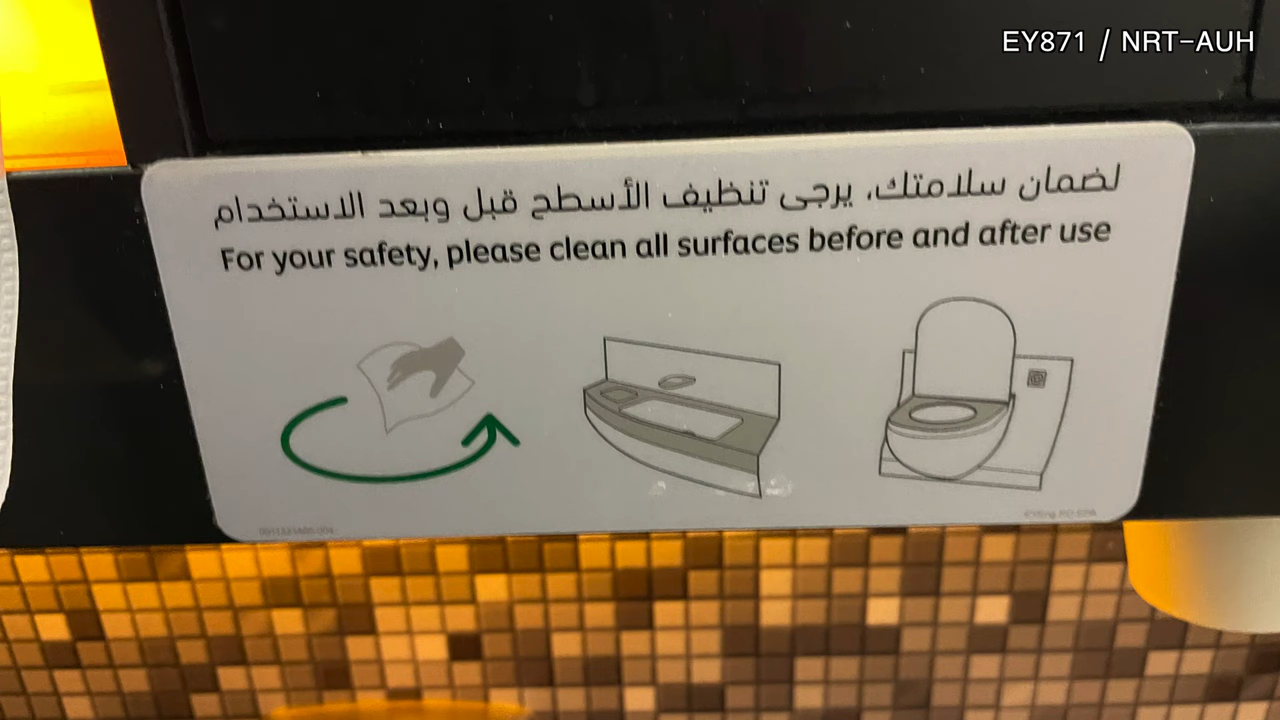 EY871 / NRT-AUH
لضمان سلامتك، يرجى تنظيف الأسطح قبل وبعد الاستخدام
For your safety, please clean all surfaces before and after use